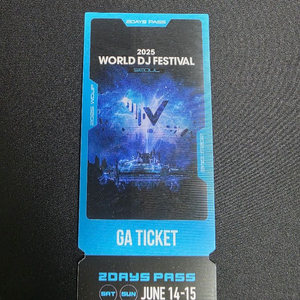 2DAYS PASS
2025
WORLD DJ FESTIVAL
SEOUL
GA TICKET
2DAYS PASS
SAT SUN JUNE 14-15